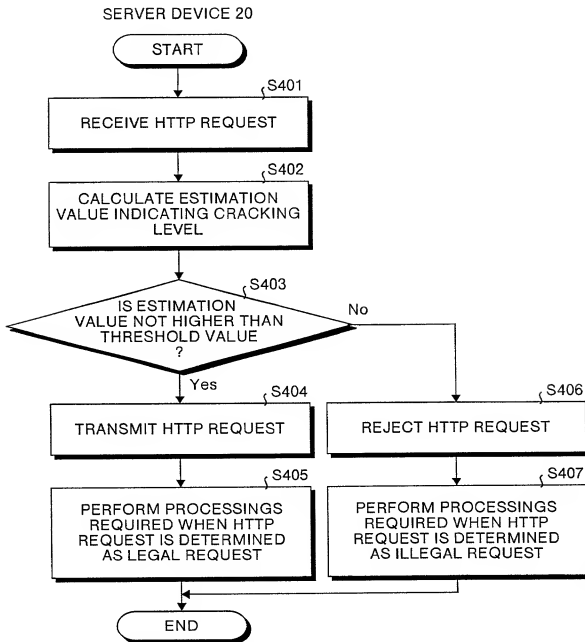 SERVER DEVICE 20
START
S401
RECEIVE HTTP REQUEST
S402
CALCULATE ESTIMATION
VALUE INDICATING CRACKING
LEVEL
S403
IS ESTIMATION
VALUE NOT HIGHER THAN
THRESHOLD VALUE
?
No
Yes
S404
TRANSMIT HTTP REQUEST
S406
REJECT HTTP REQUEST
S405
PERFORM PROCESSINGS
REQUIRED WHEN HTTP
REQUEST IS DETERMINED
AS LEGAL REQUEST
S407
PERFORM PROCESSINGS
REQUIRED WHEN HTTP
REQUEST IS DETERMINED
AS ILLEGAL REQUEST
END